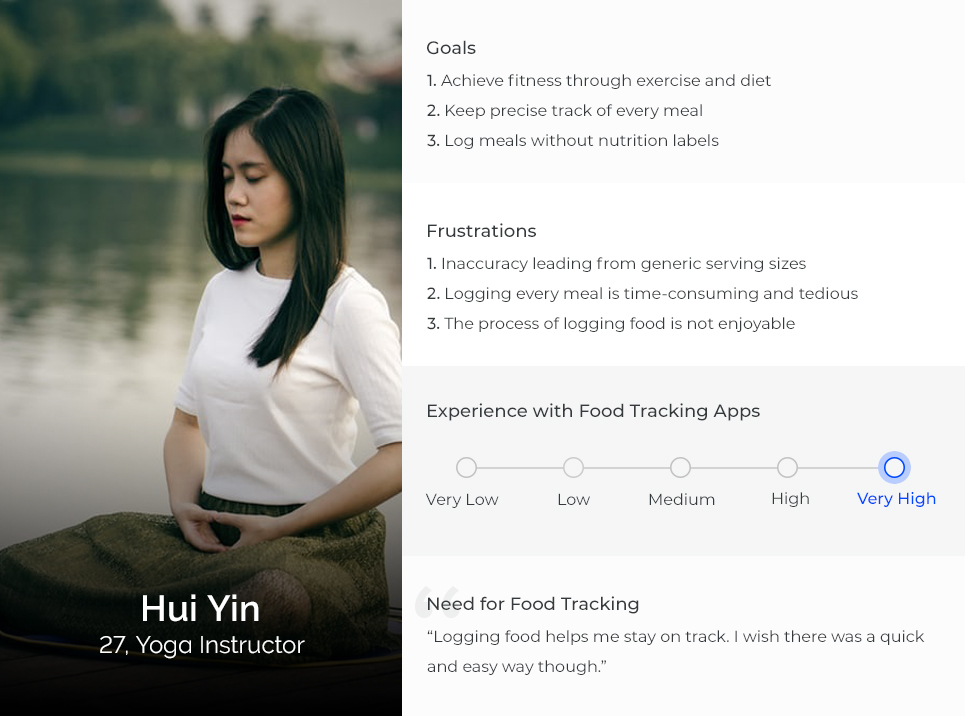 Hui Yin
27, Yoga Instructor
Goals
1. Achieve fitness through exercise and diet
2. Keep precise track of every meal
3. Log meals without nutrition labels
Frustrations
1. Inaccuracy leading from generic serving sizes
2. Logging every meal is time-consuming and tedious
3. The process of logging food is not enjoyable
Experience with Food Tracking Apps
Very Low Low Medium High Very High
Need for Food Tracking
“Logging food helps me stay on track. I wish there was a quick
and easy way though.”